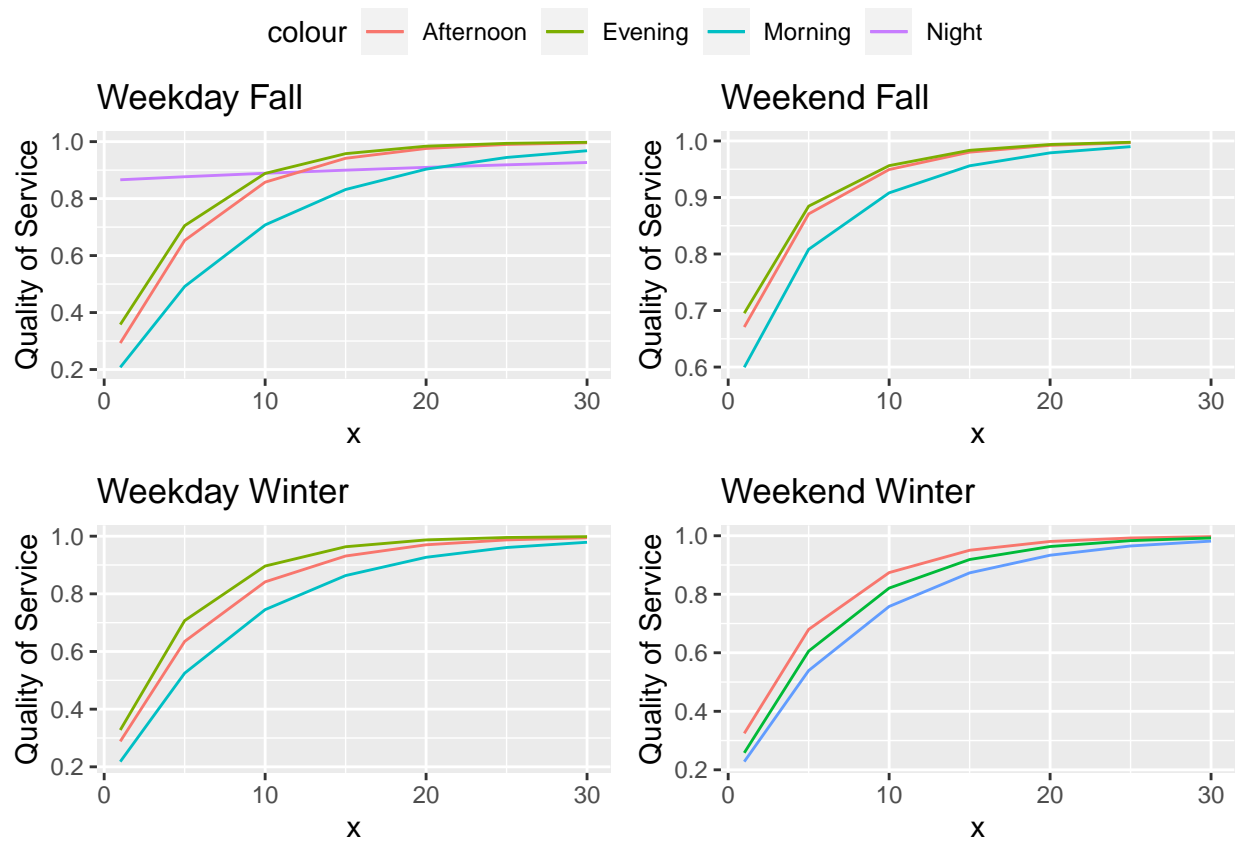 colour Afternoon Evening Morning Night
Weekday Fall
Quality of Service
1.0
0.8
0.6
0.4
0.2
0 10 20 30
x
Weekend Fall
Quality of Service
1.0
0.9
0.8
0.7
0.6
0 10 20 30
x
Weekday Winter
Quality of Service
1.0
0.8
0.6
0.4
0.2
0 10 20 30
x
Weekend Winter
Quality of Service
1.0
0.8
0.6
0.4
0.2
0 10 20 30
x